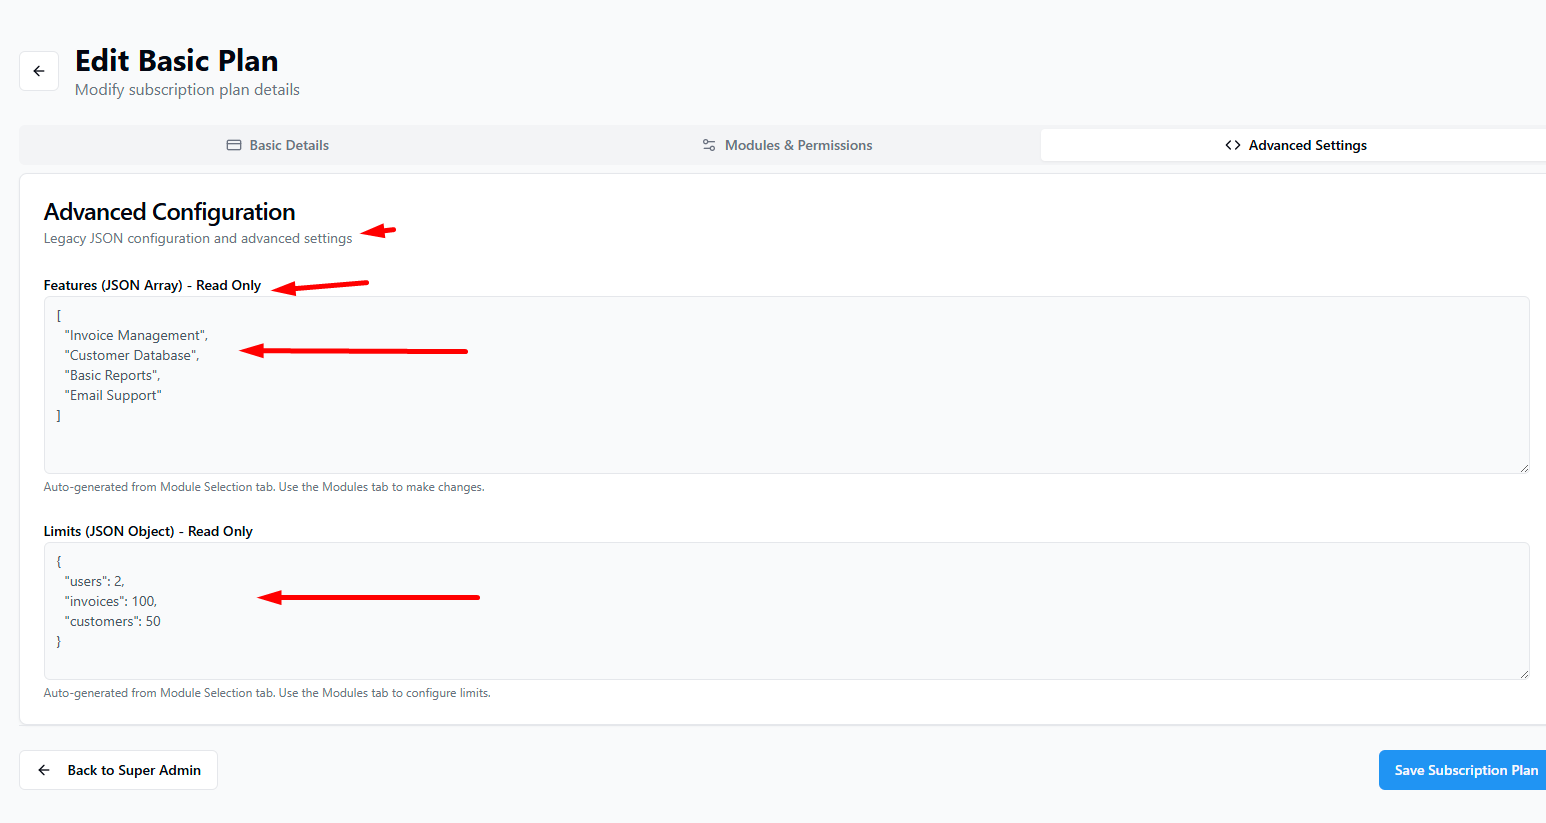 Edit Basic Plan
Modify subscription plan details
Basic Details
Modules & Permissions
Advanced Settings
Advanced Configuration
Legacy JSON configuration and advanced settings
Features (JSON Array) - Read Only
[
"Invoice Management",
"Customer Database",
"Basic Reports",
"Email Support"
]
Auto-generated from Module Selection tab. Use the Modules tab to make changes.
Limits (JSON Object) - Read Only
{
"users": 2,
"invoices": 100,
"customers": 50
}
Auto-generated from Module Selection tab. Use the Modules tab to configure limits.
Back to Super Admin
Save Subscription Plan